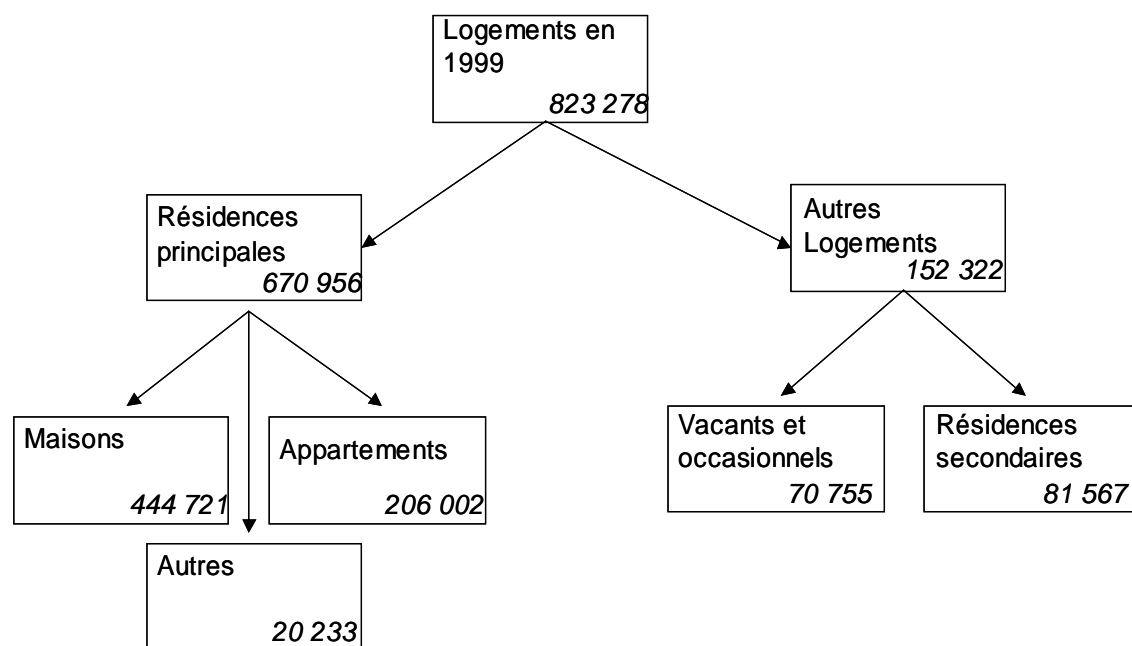 Logements en
1999
823 278
Résidences
principales
670 956
Autres
Logements
152 322
Maisons
444 721
Appartements
206 002
Autres
20 233
Vacants et
occasionnels
70 755
Résidences
secondaires
81 567